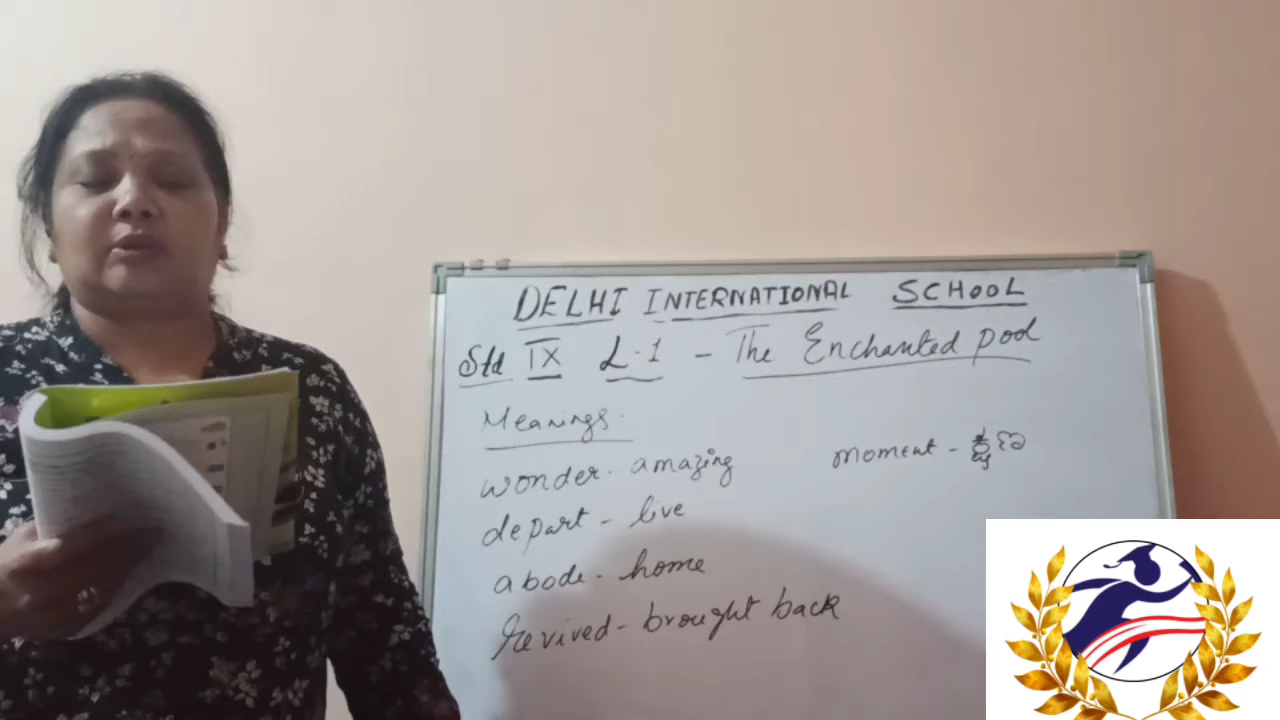 DELHI INTERNATIONAL SCHOOL
Std IX L-1 - The Enchanted pool
Meanings.
wonder - amazing
moment -
depart - live
abode - home
Revived - brought back